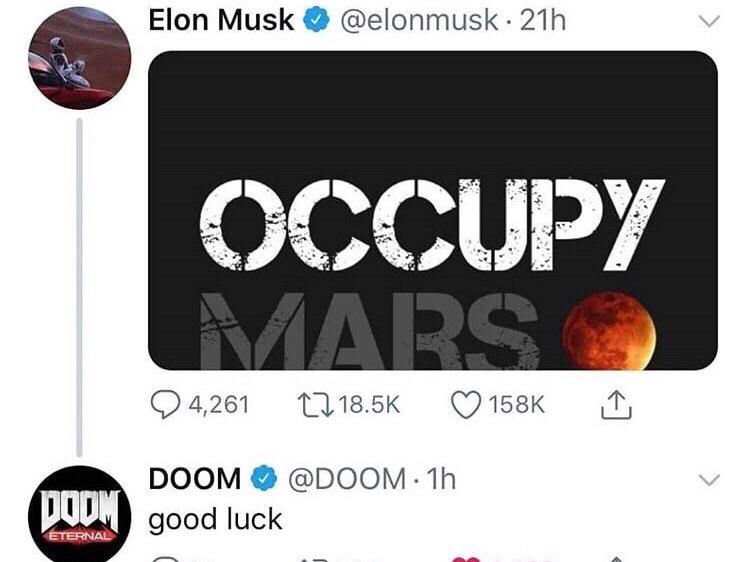 Elon Musk @elonmusk · 21h
OCCUPY
MARS
4,261 18.5K 158K
DOOM @DOOM · 1h
DOOM
ETERNAL
good luck